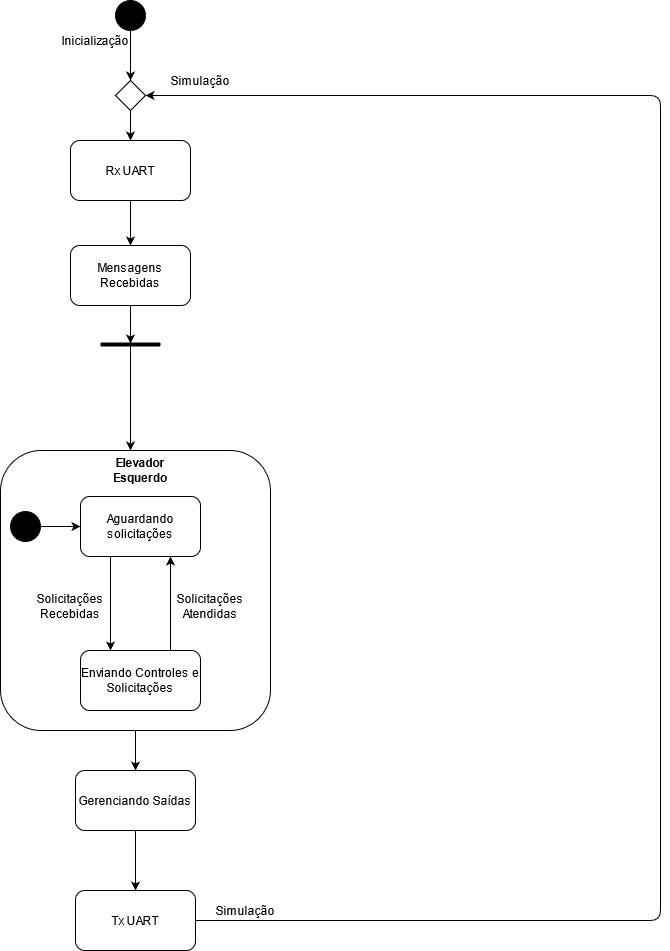 Inicialização
Simulação
Rx UART
Mensagens
Recebidas
Elevador
Esquerdo
Aguardando
solicitações
Solicitações
Recebidas
Solicitações
Atendidas
Enviando Controles e
Solicitações
Gerenciando Saídas
Tx UART
Simulação